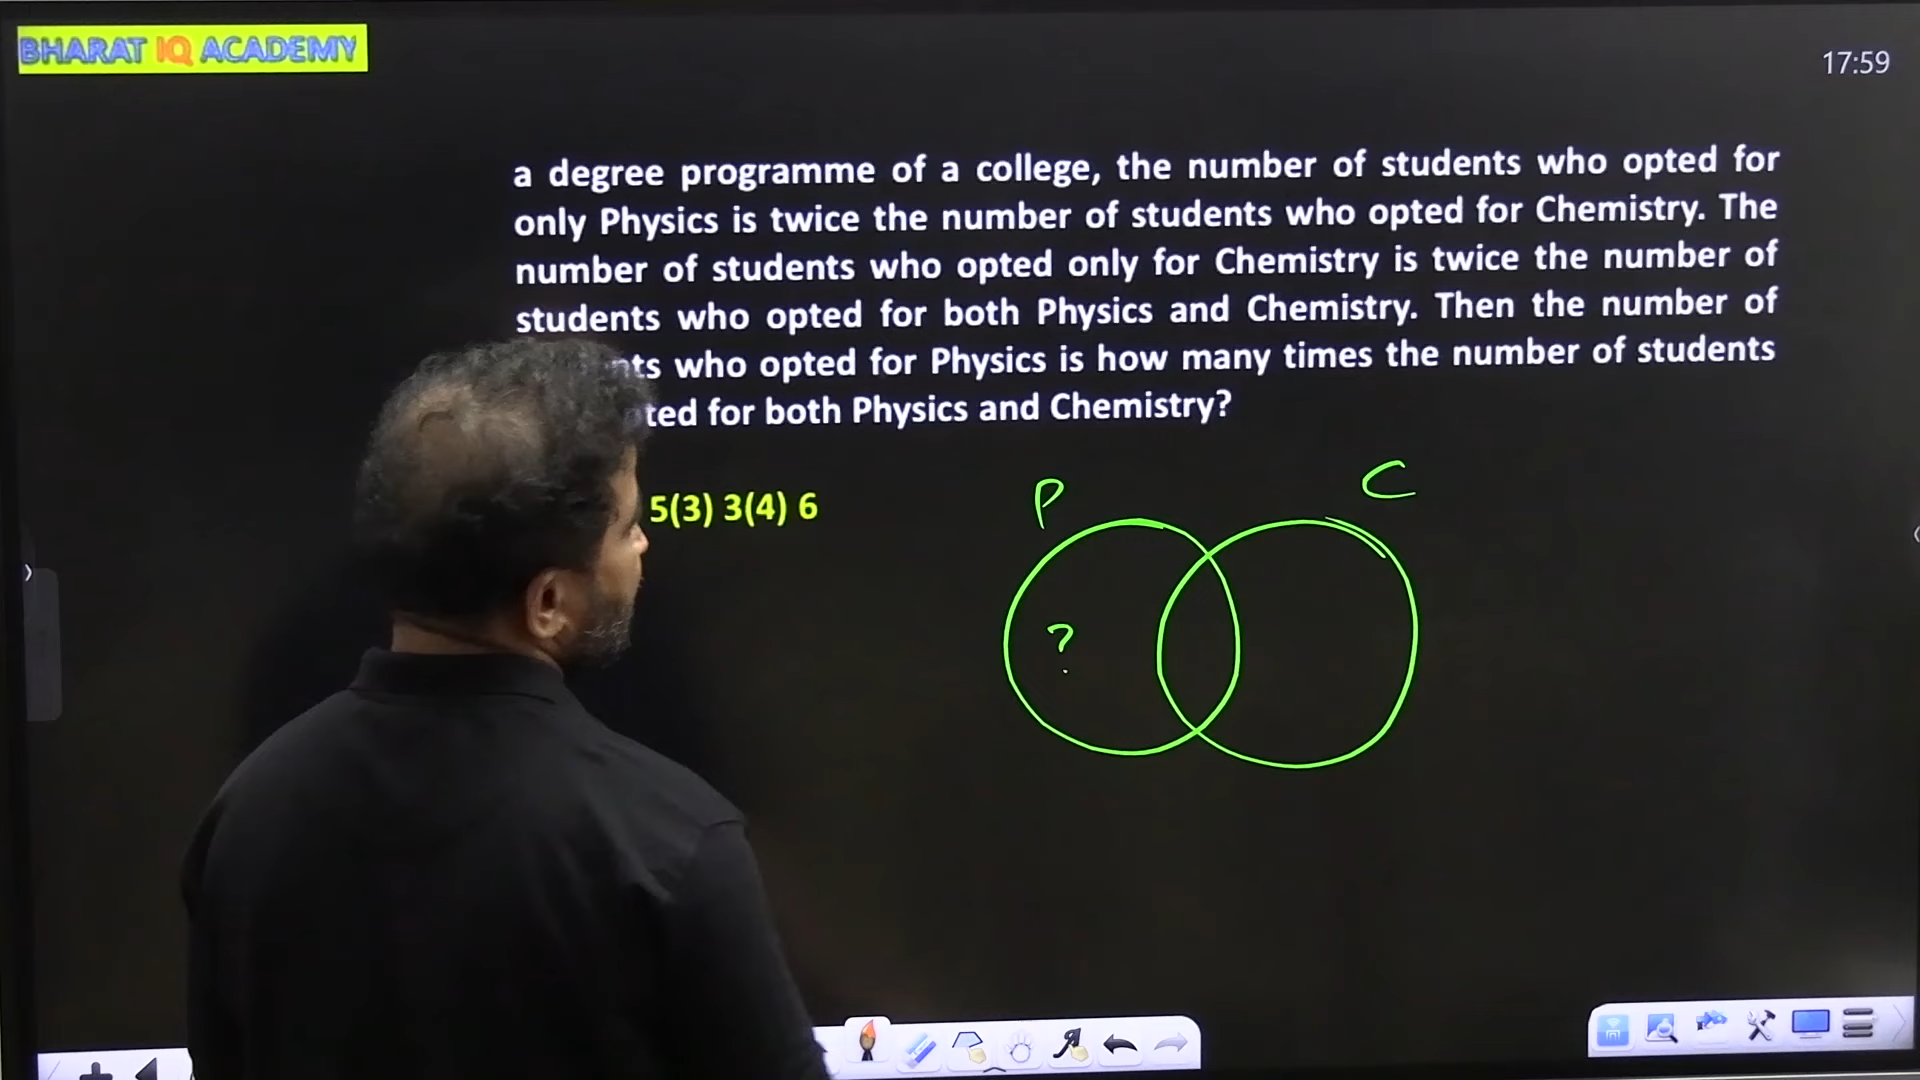 BHARAT IQ ACADEMY
17:59
a degree programme of a college, the number of students who opted for
only Physics is twice the number of students who opted for Chemistry. The
number of students who opted only for Chemistry is twice the number of
students who opted for both Physics and Chemistry. Then the number of
who opted for Physics is how many times the number of students
for both Physics and Chemistry?
5(3) 3(4) 6
P
C
?